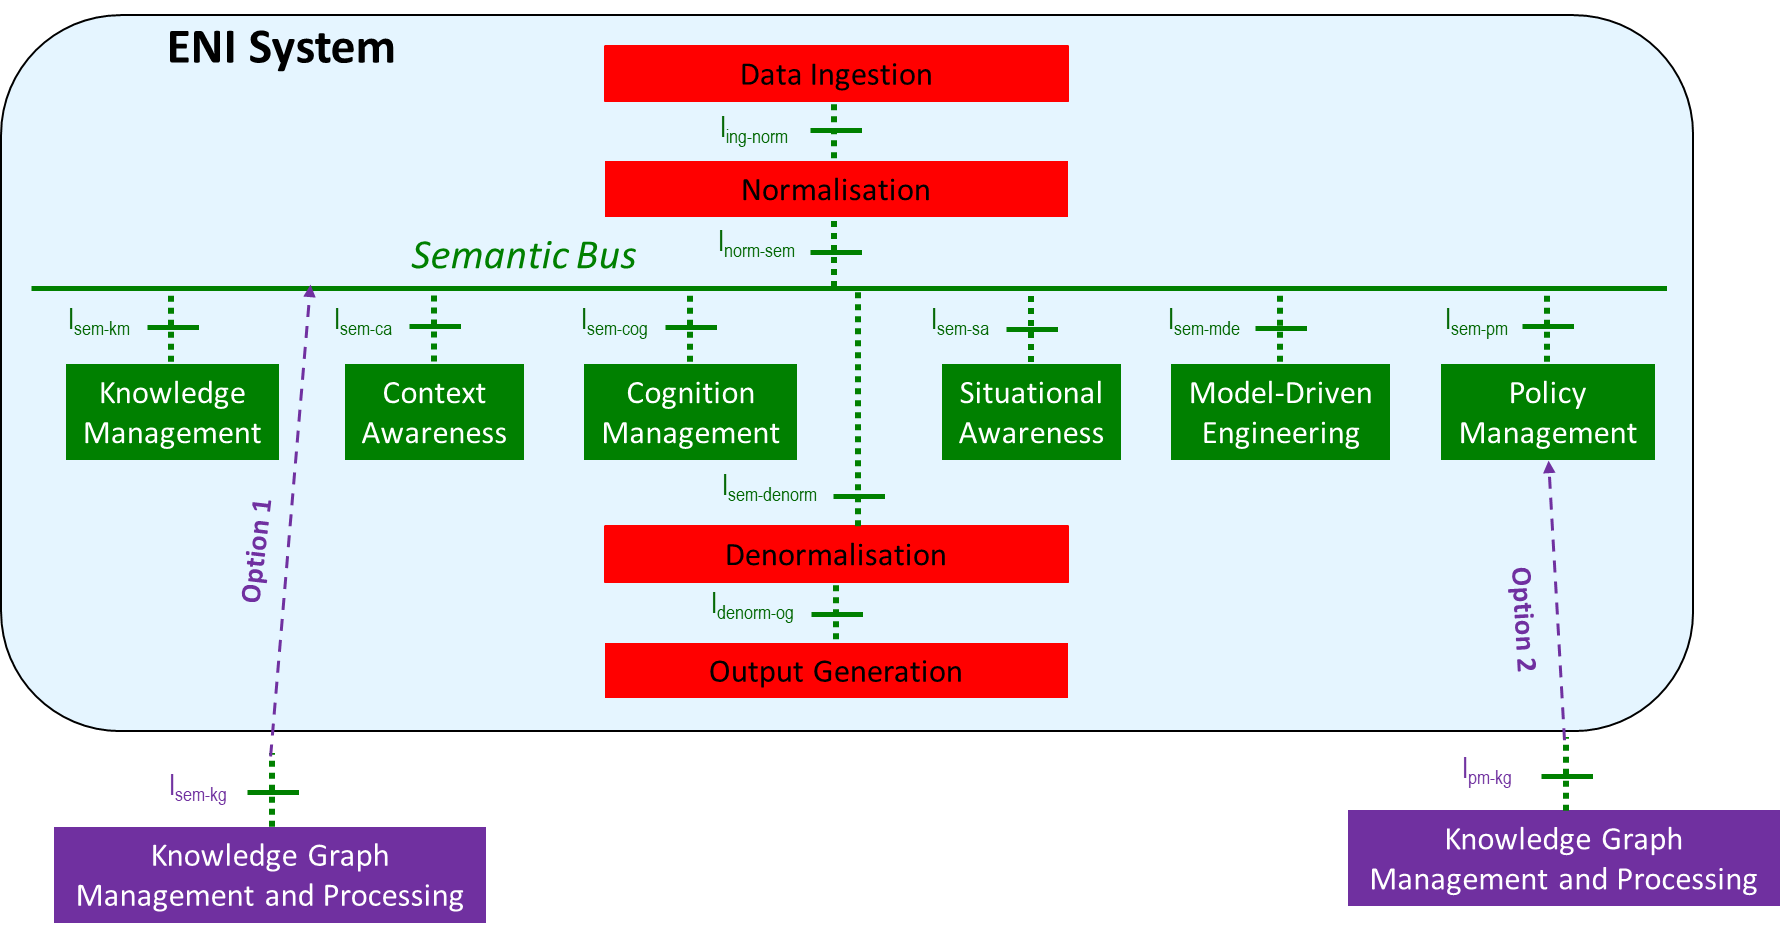 ENI System
Data Ingestion
Iing-norm
Normalisation
Inorm-sem
Semantic Bus
Isem-km
Isem-ca
Isem-cog
Isem-sa
Isem-mde
Isem-pm
Knowledge
Management
Context
Awareness
Cognition
Management
Situational
Awareness
Model-Driven
Engineering
Policy
Management
Isem-denorm
Option 1
Denormalisation
Option 2
Idenorm-og
Output Generation
Isem-kg
Ipm-kg
Knowledge Graph
Management and Processing
Knowledge Graph
Management and Processing